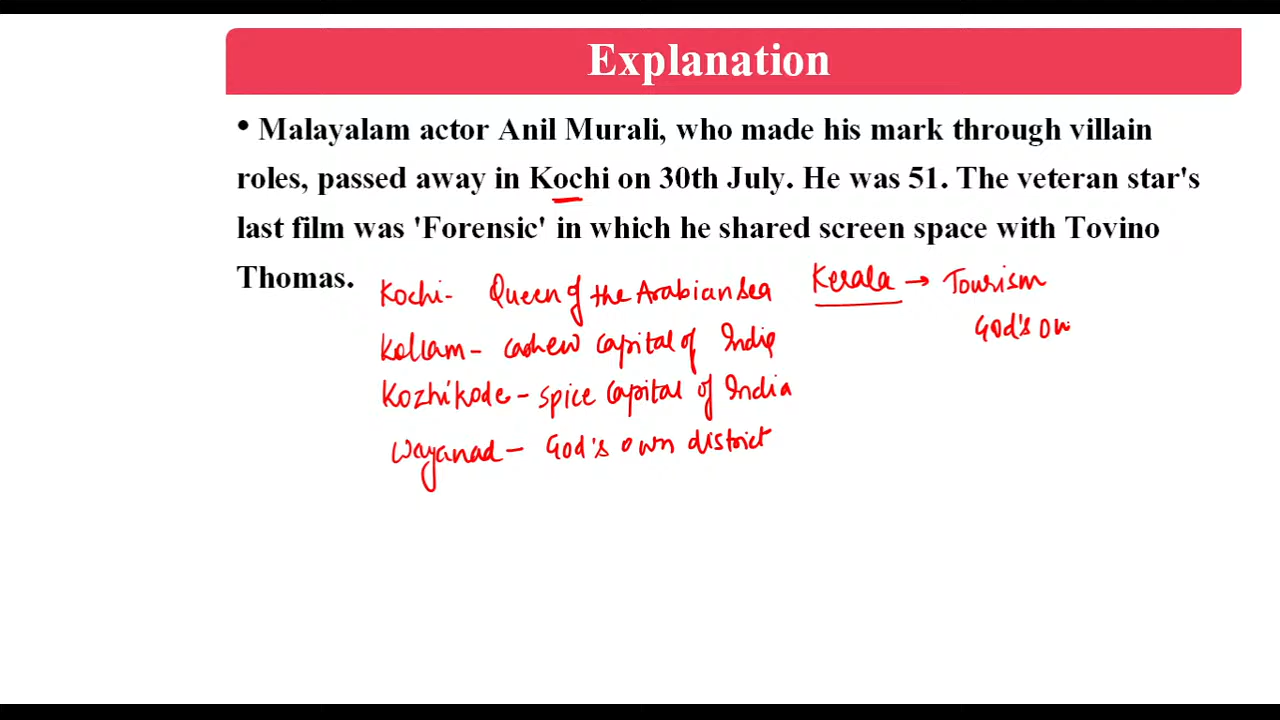 Explanation
• Malayalam actor Anil Murali, who made his mark through villain
roles, passed away in Kochi on 30th July. He was 51. The veteran star's
last film was 'Forensic' in which he shared screen space with Tovino
Thomas.
Kochi- Queen of the Arabian Sea
Kollam - cashew capital of India
Kozhikode - spice capital of India
Wayanad - God's own district
Kerala → Tourism
God's ow